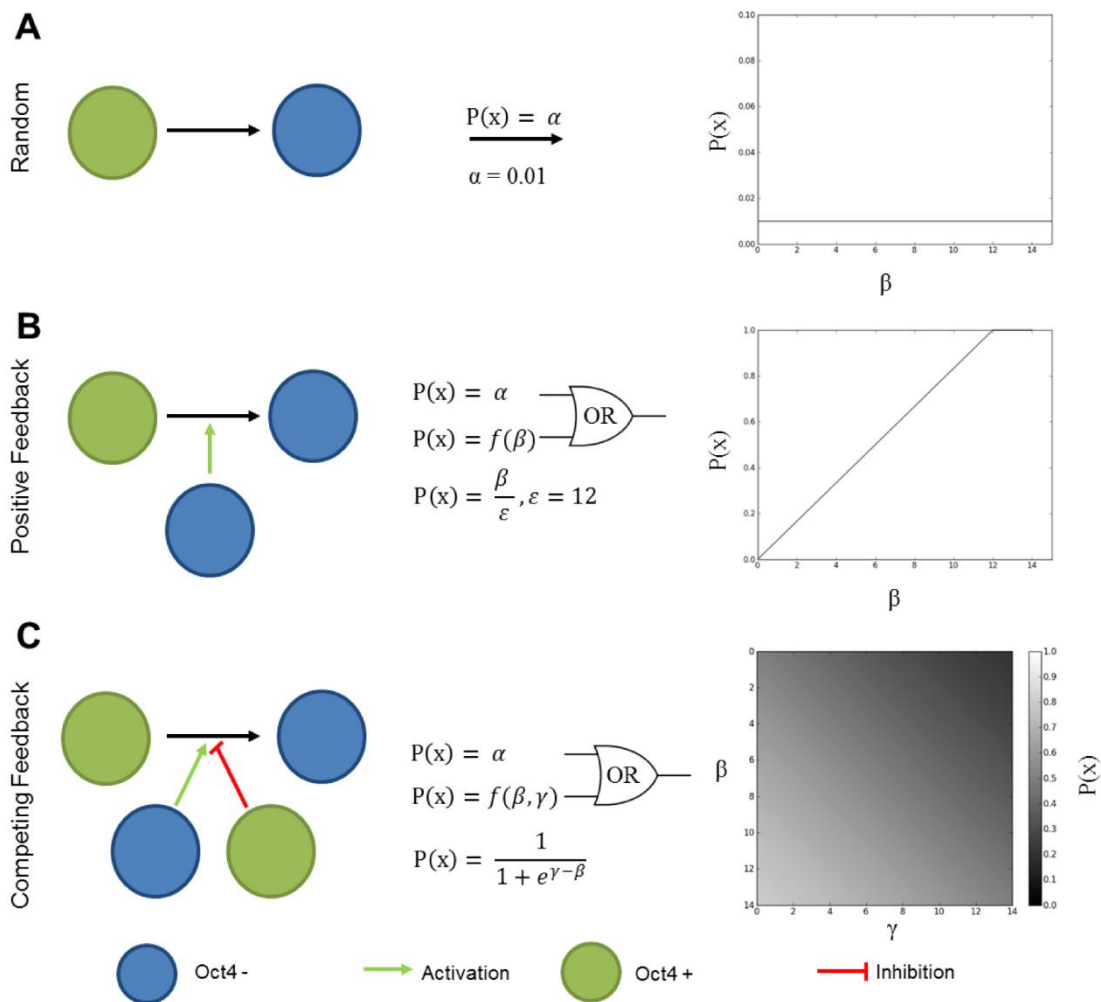 A
Random
P(x) = α
α = 0.01
P(x)
0.10
0.08
0.06
0.04
0.02
0.00
0 2 4 6 8 10 12 14
β
B
Positive Feedback
P(x) = α
P(x) = f(β)
OR
P(x) = β/ε, ε = 12
P(x)
1.0
0.8
0.6
0.4
0.2
0.0
0 2 4 6 8 10 12 14
β
C
Competing Feedback
P(x) = α
P(x) = f(β,γ)
OR
P(x) = 1/(1 + e^(γ−β))
β
0
2
4
6
8
10
12
14
0 2 4 6 8 10 12 14
γ
1.0
0.9
0.8
0.7
0.6
0.5
0.4
0.3
0.2
0.1
0.0
P(x)
Oct4 - Activation Oct4 + Inhibition